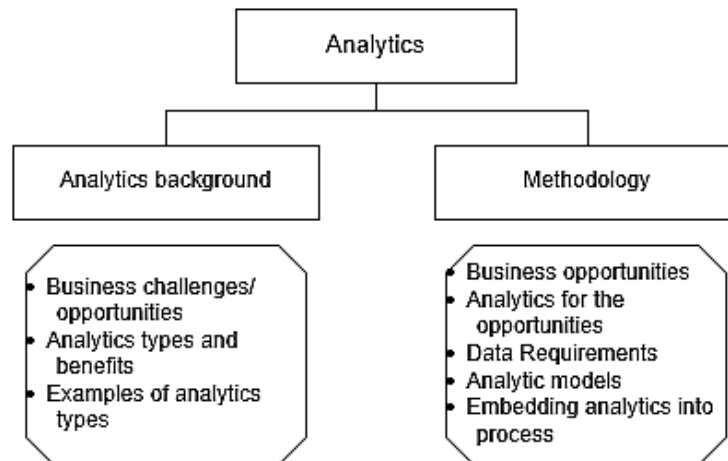 Analytics
Analytics background
Methodology
• Business challenges/
opportunities
• Analytics types and
benefits
• Examples of analytics
types
• Business opportunities
• Analytics for the
opportunities
• Data Requirements
• Analytic models
• Embedding analytics into
process